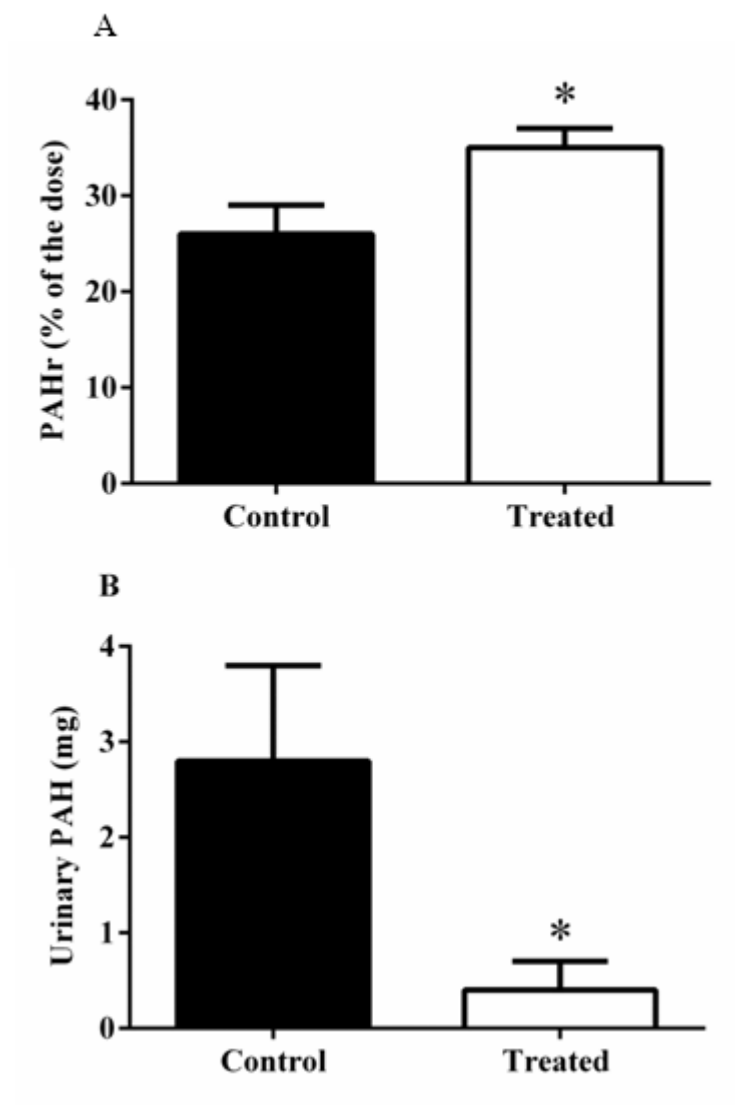 A
PAHr (% of the dose)
40
*
30
20
10
0
Control Treated
B
Urinary PAH (mg)
4
3
2
1
*
0
Control Treated